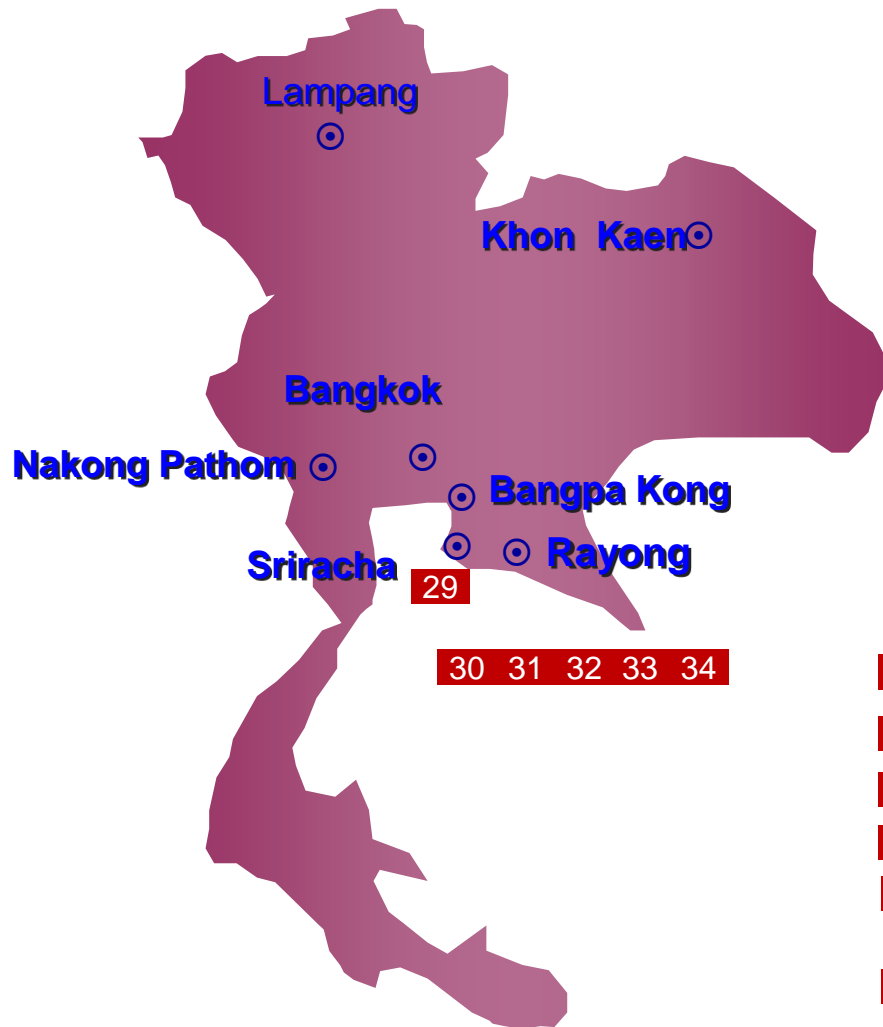 Lampang
Khon Kaen
Bangkok
Nakong Pathom
Bangpa Kong
Sriracha
Rayong
29
30 31 32 33 34